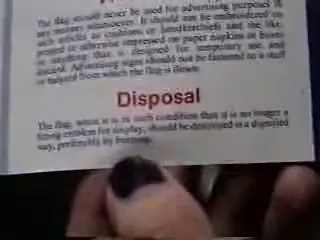 The flag should never be used for advertising purposes in
any manner whatsoever. It should not be embroidered on
such articles as cushions or handkerchiefs and the like,
printed or otherwise impressed on paper napkins or boxes
or anything that is designed for temporary use and
discard. Advertising signs should not be fastened to a staff
or halyard from which the flag is flown.
Disposal
The flag, when it is in such condition that it is no longer a
fitting emblem for display, should be destroyed in a dignified
way, preferably by burning.